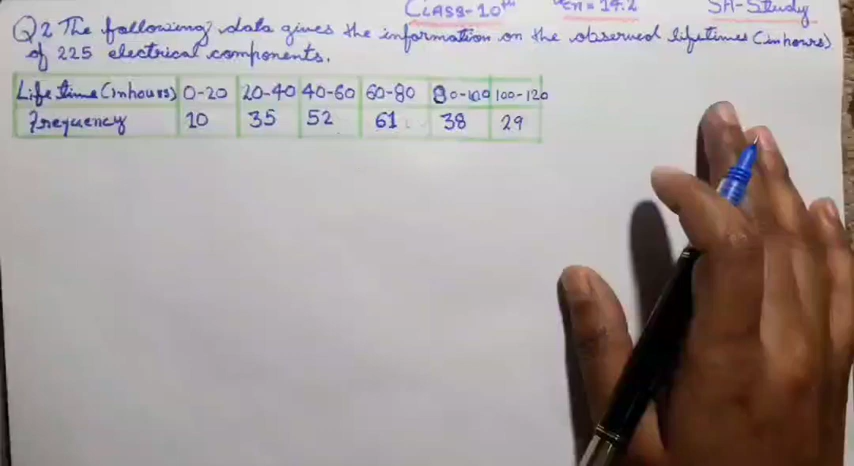 CLASS-10th Ex = 14.2 SA-Study
Q2 The following data gives the information on the observed lifetimes (in hours)
of 225 electrical components.
Life time (in hours) 0-20 20-40 40-60 60-80 80-100 100-120
Frequency 10 35 52 61 38 29